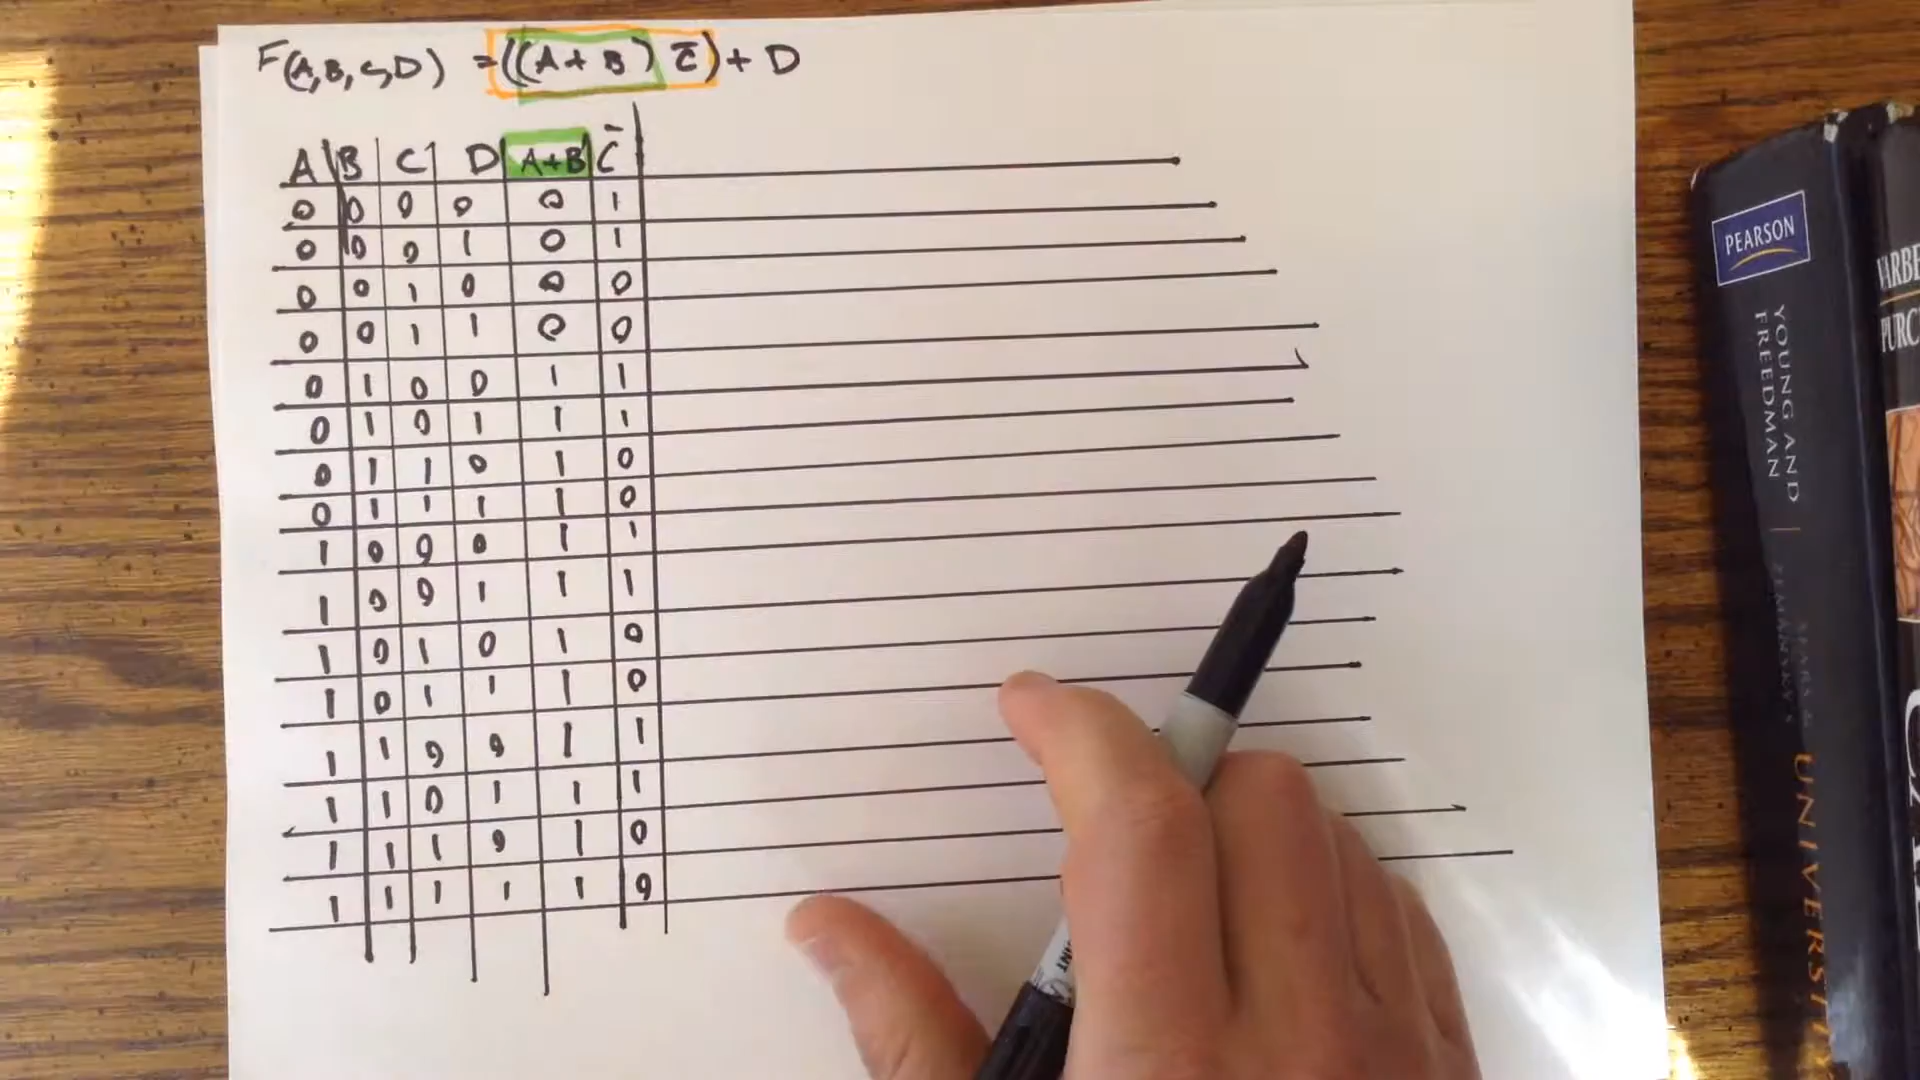 F(A,B,C,D) = ((A+B) C̅) + D
A B C D A+B C̅
0 0 0 0 0 1
0 0 0 1 0 1
0 0 1 0 0 0
0 0 1 1 0 0
0 1 0 0 1 1
0 1 0 1 1 1
0 1 1 0 1 0
0 1 1 1 1 0
1 0 0 0 1 1
1 0 0 1 1 1
1 0 1 0 1 0
1 0 1 1 1 0
1 1 0 0 1 1
1 1 0 1 1 1
1 1 1 0 1 0
1 1 1 1 1 0
PEARSON
YOUNG AND
FREEDMAN
SEARS &
ZEMANSKY'S